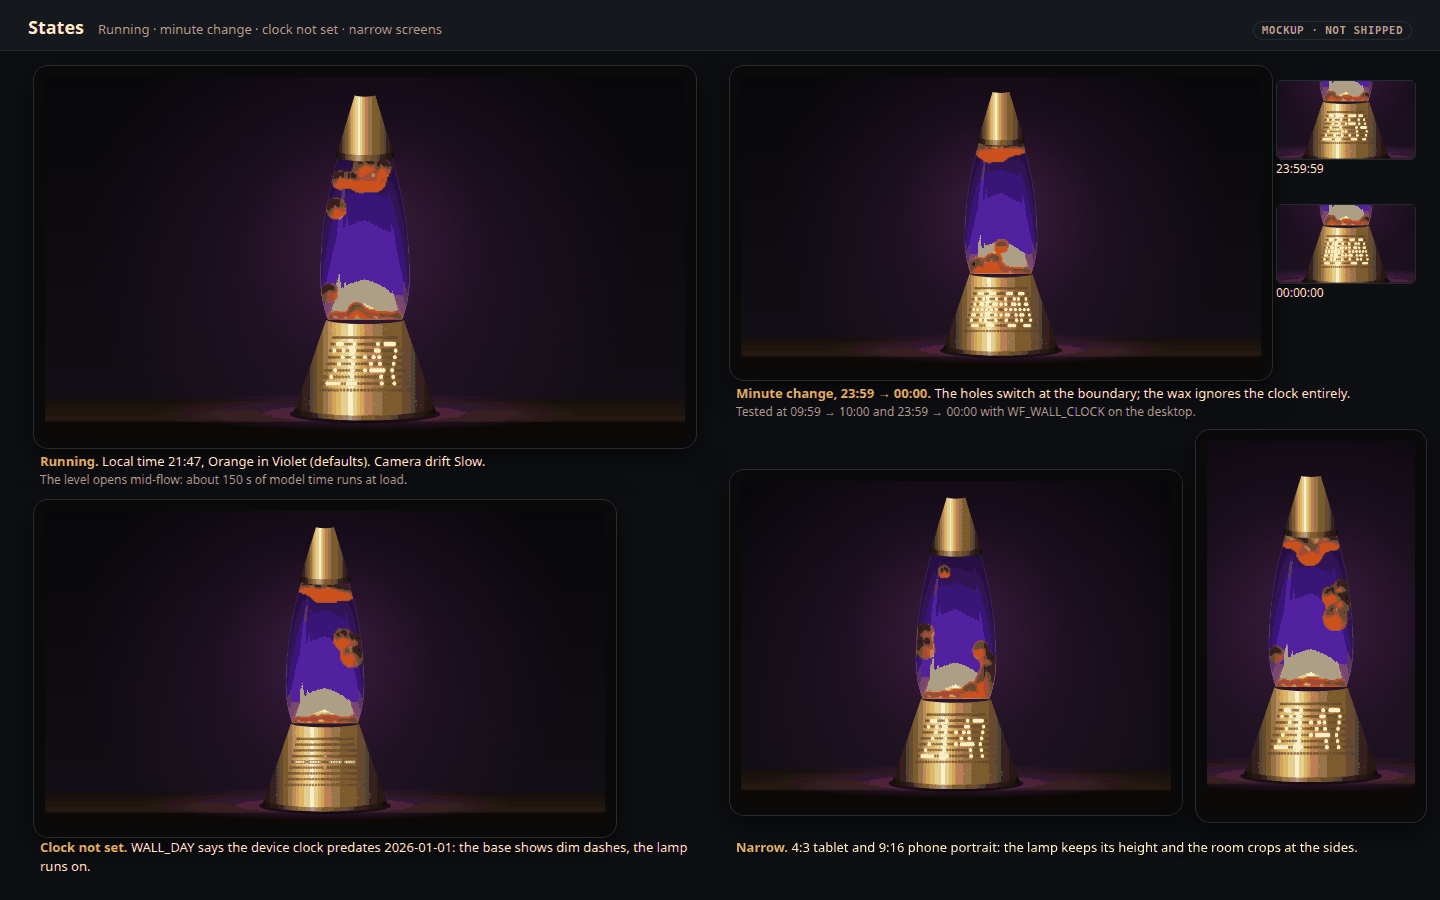 States
Running · minute change · clock not set · narrow screens
MOCKUP · NOT SHIPPED
Running. Local time 21:47, Orange in Violet (defaults). Camera drift Slow.
The level opens mid-flow: about 150 s of model time runs at load.
23:59:59
00:00:00
Minute change, 23:59 → 00:00. The holes switch at the boundary; the wax ignores the clock entirely.
Tested at 09:59 → 10:00 and 23:59 → 00:00 with WF_WALL_CLOCK on the desktop.
Clock not set. WALL_DAY says the device clock predates 2026-01-01: the base shows dim dashes, the lamp
runs on.
Narrow. 4:3 tablet and 9:16 phone portrait: the lamp keeps its height and the room crops at the sides.